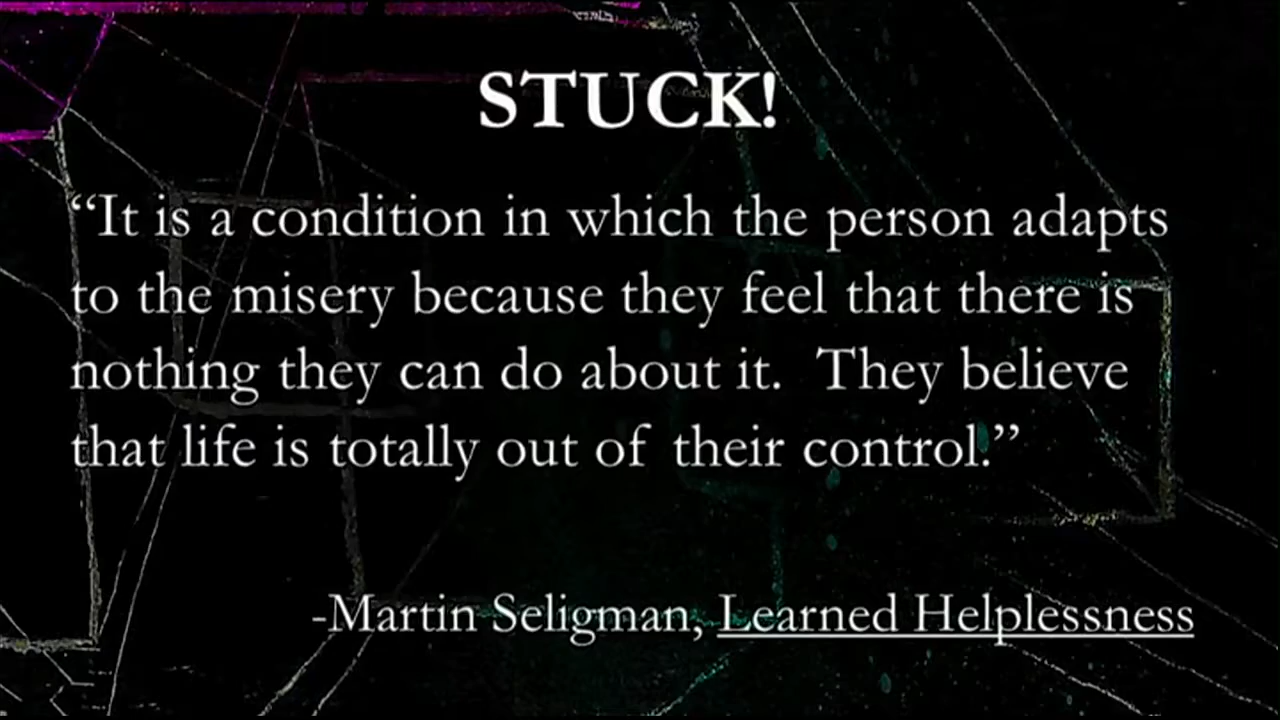 STUCK!
“It is a condition in which the person adapts
to the misery because they feel that there is
nothing they can do about it.  They believe
that life is totally out of their control.”
-Martin Seligman, Learned Helplessness